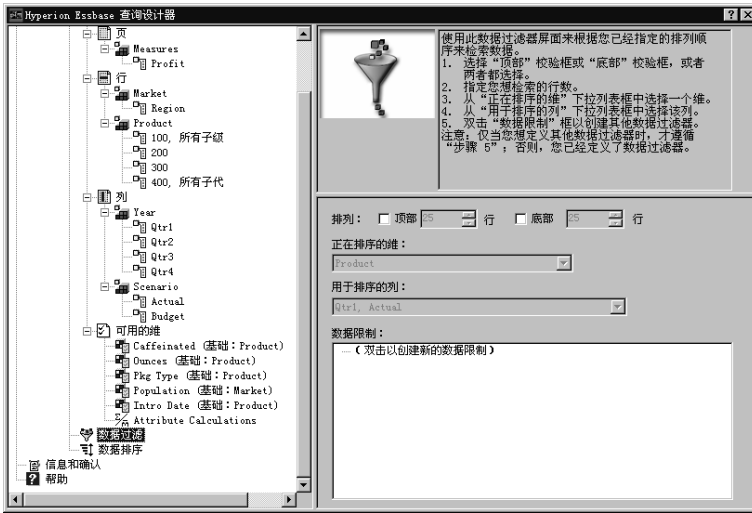 Hyperion Essbase 查询设计器
页
Measures
Profit
行
Market
Region
Product
100, 所有子级
200
300
400, 所有子代
列
Year
Qtr1
Qtr2
Qtr3
Qtr4
Scenario
Actual
Budget
可用的维
Caffeinated (基础：Product)
Ounces (基础：Product)
Pkg Type (基础：Product)
Population (基础：Market)
Intro Date (基础：Product)
Attribute Calculations
数据过滤
数据排序
信息和确认
帮助
使用此数据过滤器屏幕来根据您已经指定的排列顺
序来检索数据。
1. 选择“顶部”校验框或“底部”校验框，或者
两者都选择。
2. 指定您想检索的行数。
3. 从“正在排序的维”下拉列表框中选择一个维。
4. 从“用于排序的列”下拉列表框中选择该列。
5. 双击“数据限制”框以创建其他数据过滤器。
注意：仅当您想定义其他数据过滤器时，才遵循
“步骤 5”；否则，您已经定义了数据过滤器。
排列： 顶部 25 行 底部 25 行
正在排序的维：
Product
用于排序的列：
Qtr1, Actual
数据限制：
(双击以创建新的数据限制)